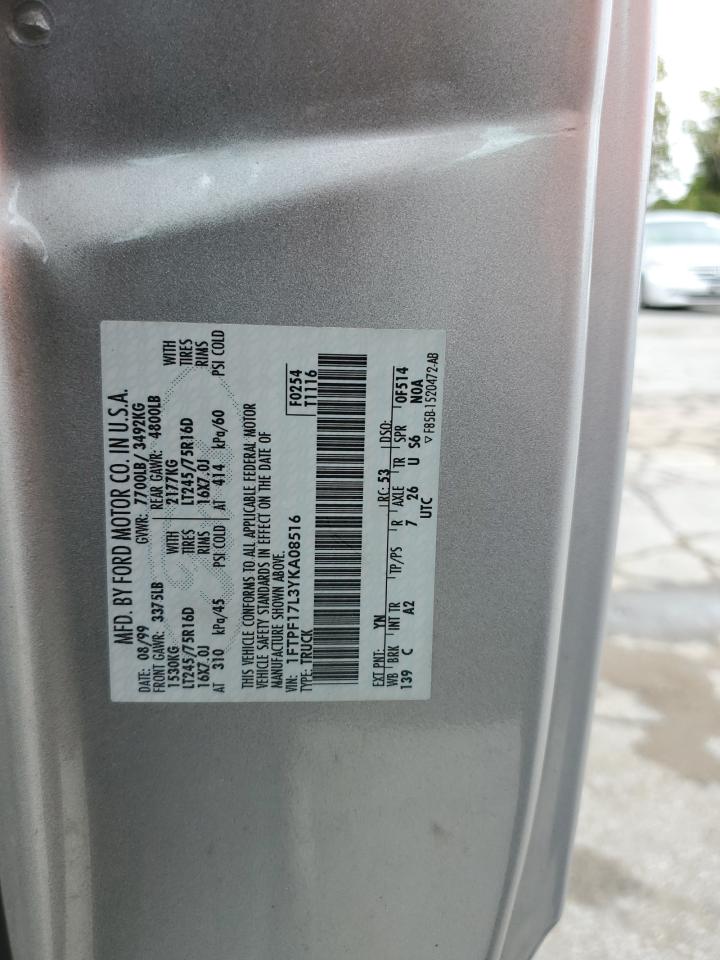 MFD. BY FORD MOTOR CO. IN U.S.A.
DATE: 08/99 GVWR: 7700LB/ 3492KG
FRONT GAWR: 3375LB REAR GAWR: 4800LB
1530KG WITH 2177KG WITH
LT245/75R16D TIRES LT245/75R16D TIRES
16X7.0J RIMS 16X7.0J RIMS
AT 310 kPa/45 PSI COLD AT 414 kPa/60 PSI COLD
THIS VEHICLE CONFORMS TO ALL APPLICABLE FEDERAL MOTOR
VEHICLE SAFETY STANDARDS IN EFFECT ON THE DATE OF
MANUFACTURE SHOWN ABOVE.
VIN: 1FTPF17L3YKA08516 F0254
TYPE: TRUCK T1116
EXT PNT: YN RC: 53 DSO:
WB BRK INT TR TP/PS R AXLE TR SPR 0F514
139 C A2 7 26 U S6 NOA
UTC ▽ F85B-1520472-AB